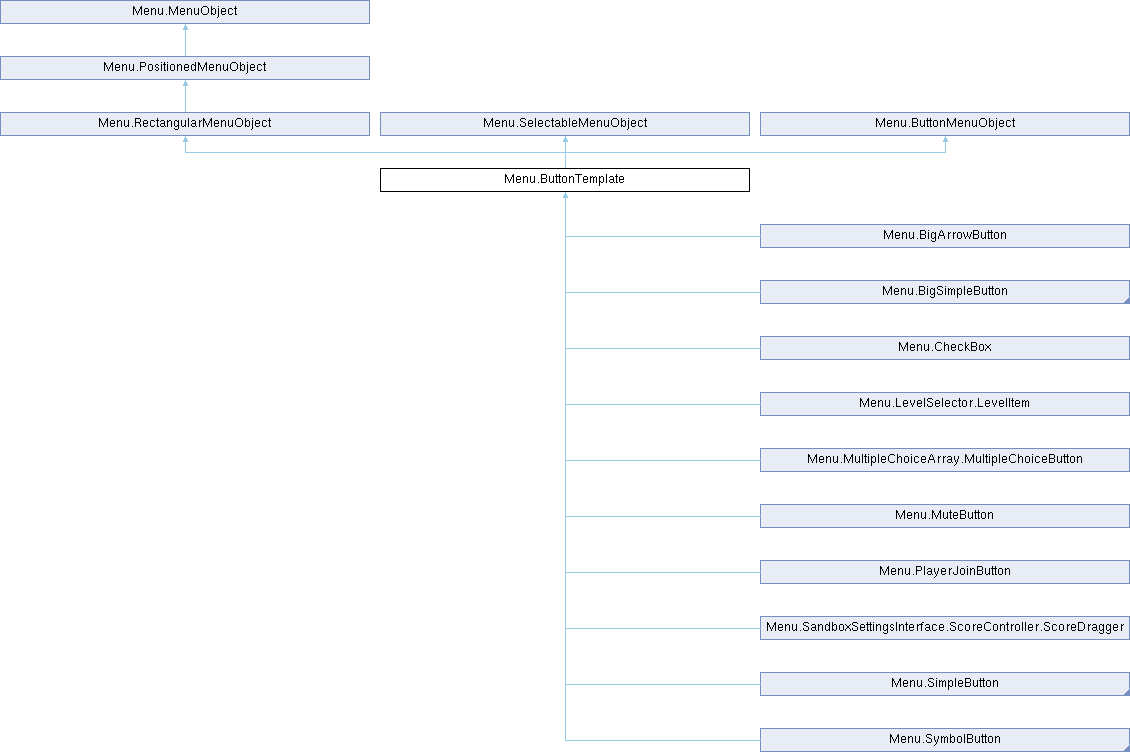 Menu.MenuObject
Menu.PositionedMenuObject
Menu.RectangularMenuObject
Menu.SelectableMenuObject
Menu.ButtonMenuObject
Menu.ButtonTemplate
Menu.BigArrowButton
Menu.BigSimpleButton
Menu.CheckBox
Menu.LevelSelector.LevelItem
Menu.MultipleChoiceArray.MultipleChoiceButton
Menu.MuteButton
Menu.PlayerJoinButton
Menu.SandboxSettingsInterface.ScoreController.ScoreDragger
Menu.SimpleButton
Menu.SymbolButton